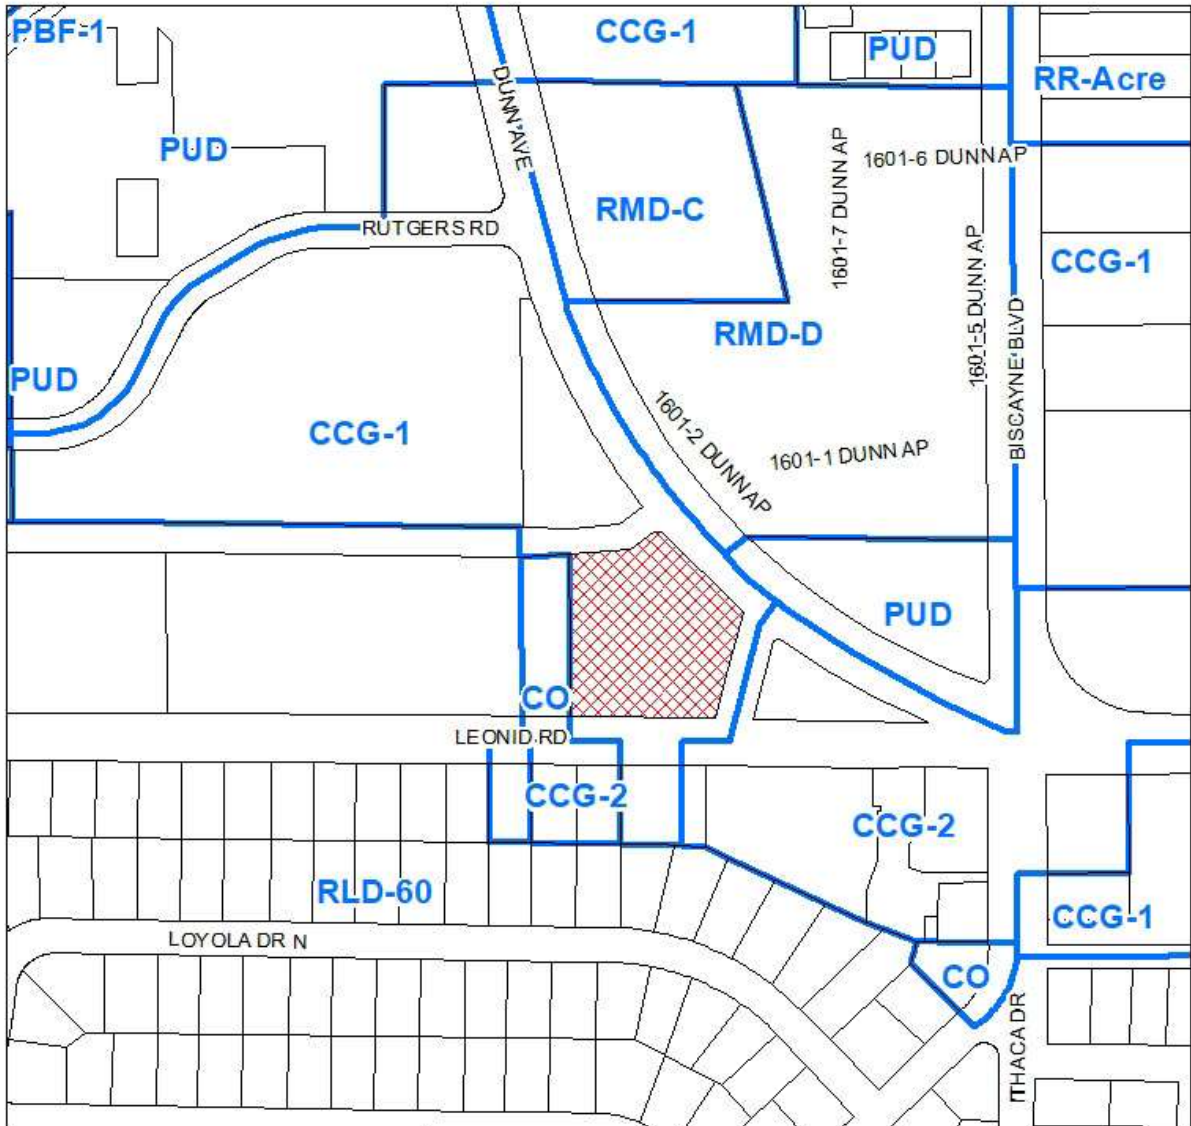 PBF-1
CCG-1
PUD
RR-Acre
DUNN AVE
PUD
1601-6 DUNN AP
1601-7 DUNN AP
RMD-C
RUTGERS RD
CCG-1
1601-5 DUNN AP
BISCAYNE BLVD
RMD-D
PUD
CCG-1
1601-2 DUNN AP
1601-1 DUNN AP
PUD
CO
LEONID RD
CCG-2
CCG-2
RLD-60
CCG-1
LOYOLA DR N
CO
ITHACA DR